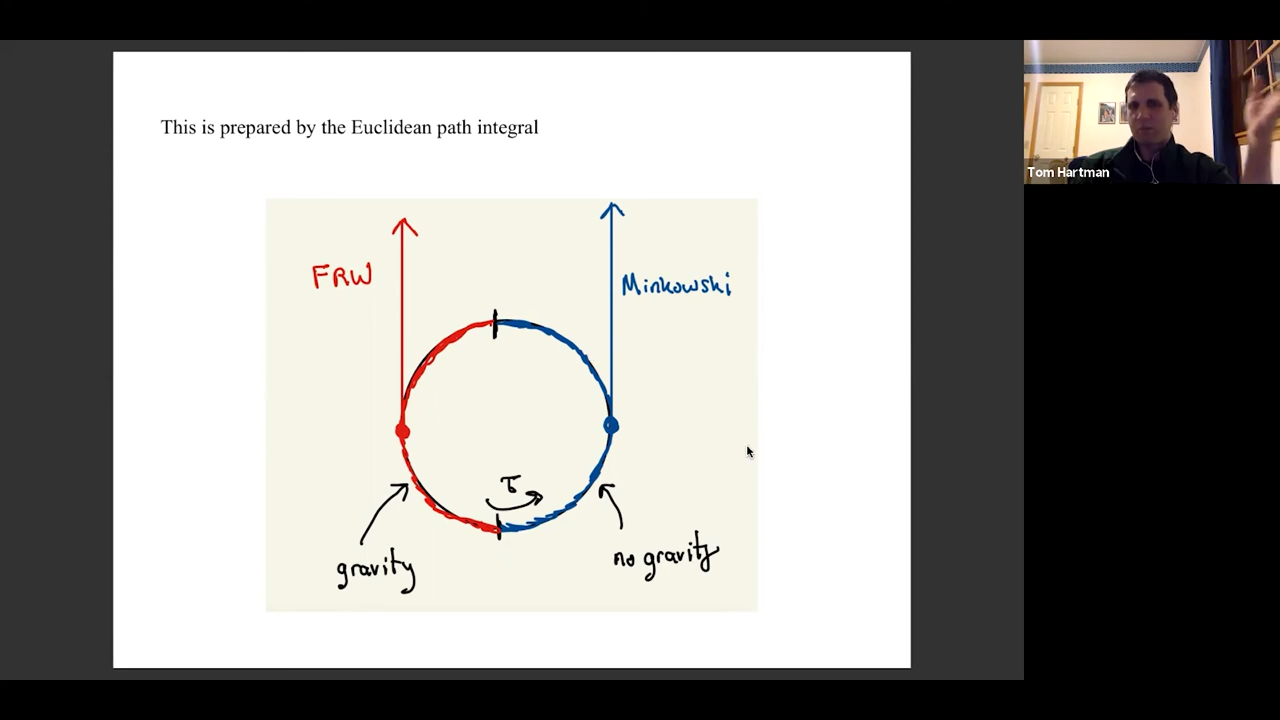 This is prepared by the Euclidean path integral
FRW
Minkowski
τ
gravity
no gravity
Tom Hartman